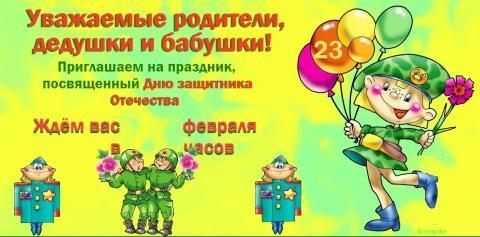 Уважаемые родители,
дедушки и бабушки!
Приглашаем на праздник,
посвященный Дню защитника
Отечества
Ждём вас февраля
в часов
23